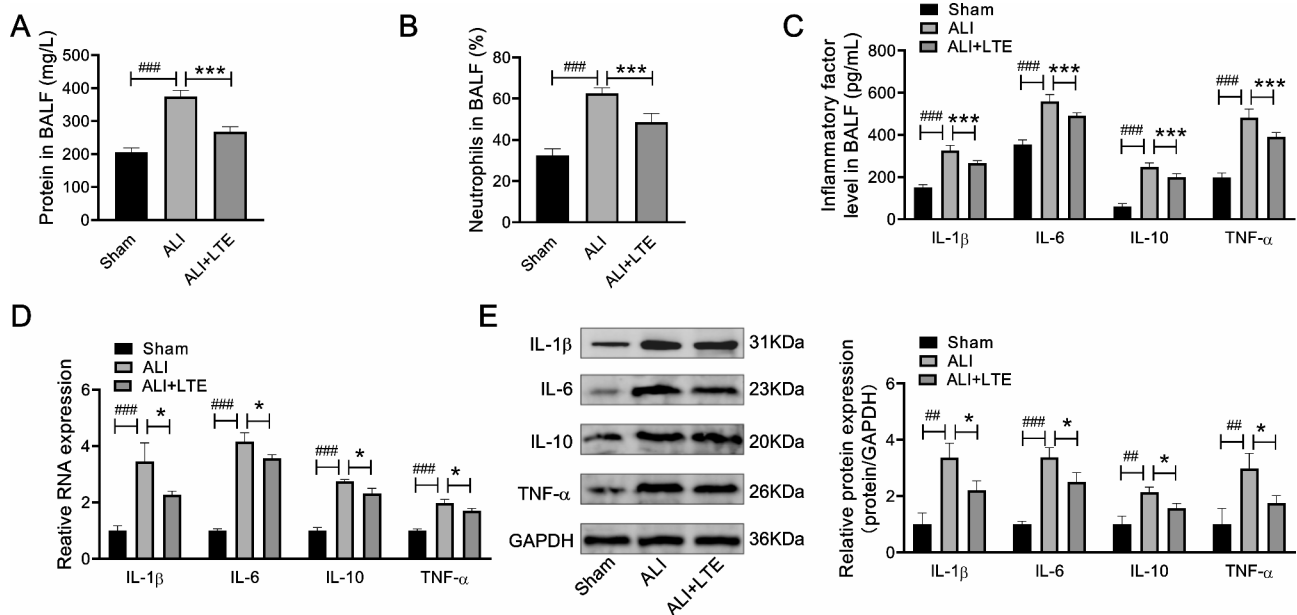 A
Protein in BALF (mg/L)
500
400
300
200
100
0
###
***
Sham
ALI
ALI+LTE
B
Neutrophils in BALF (%)
80
60
40
20
0
###
***
Sham
ALI
ALI+LTE
C
Sham
ALI
ALI+LTE
Inflammatory factor
level in BALF (pg/mL)
800
600
400
200
0
###
***
###
***
###
***
###
***
IL-1β
IL-6
IL-10
TNF-α
D
Sham
ALI
ALI+LTE
Reative RNA expression
6
4
2
0
###
*
###
*
###
*
###
*
IL-1β
IL-6
IL-10
TNF-α
E
IL-1β
31KDa
IL-6
23KDa
IL-10
20KDa
TNF-α
26KDa
GAPDH
36KDa
Sham
ALI
ALI+LTE
Sham
ALI
ALI+LTE
Relative protein expression
(protein/GAPDH)
6
4
2
0
##
*
###
*
##
*
##
*
IL-1β
IL-6
IL-10
TNF-α